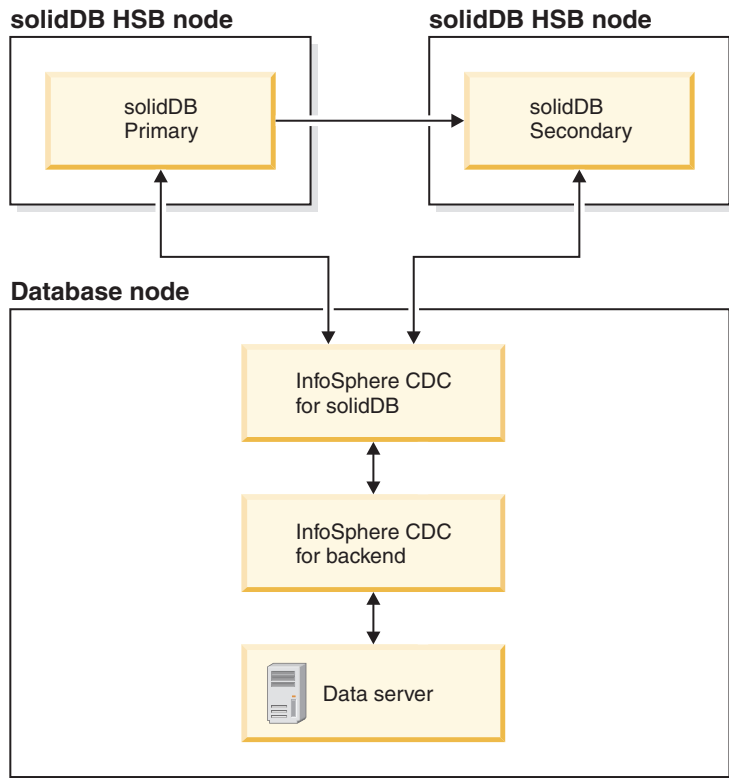 solidDB HSB node
solidDB HSB node
solidDB
Primary
solidDB
Secondary
Database node
InfoSphere CDC
for solidDB
InfoSphere CDC
for backend
Data server